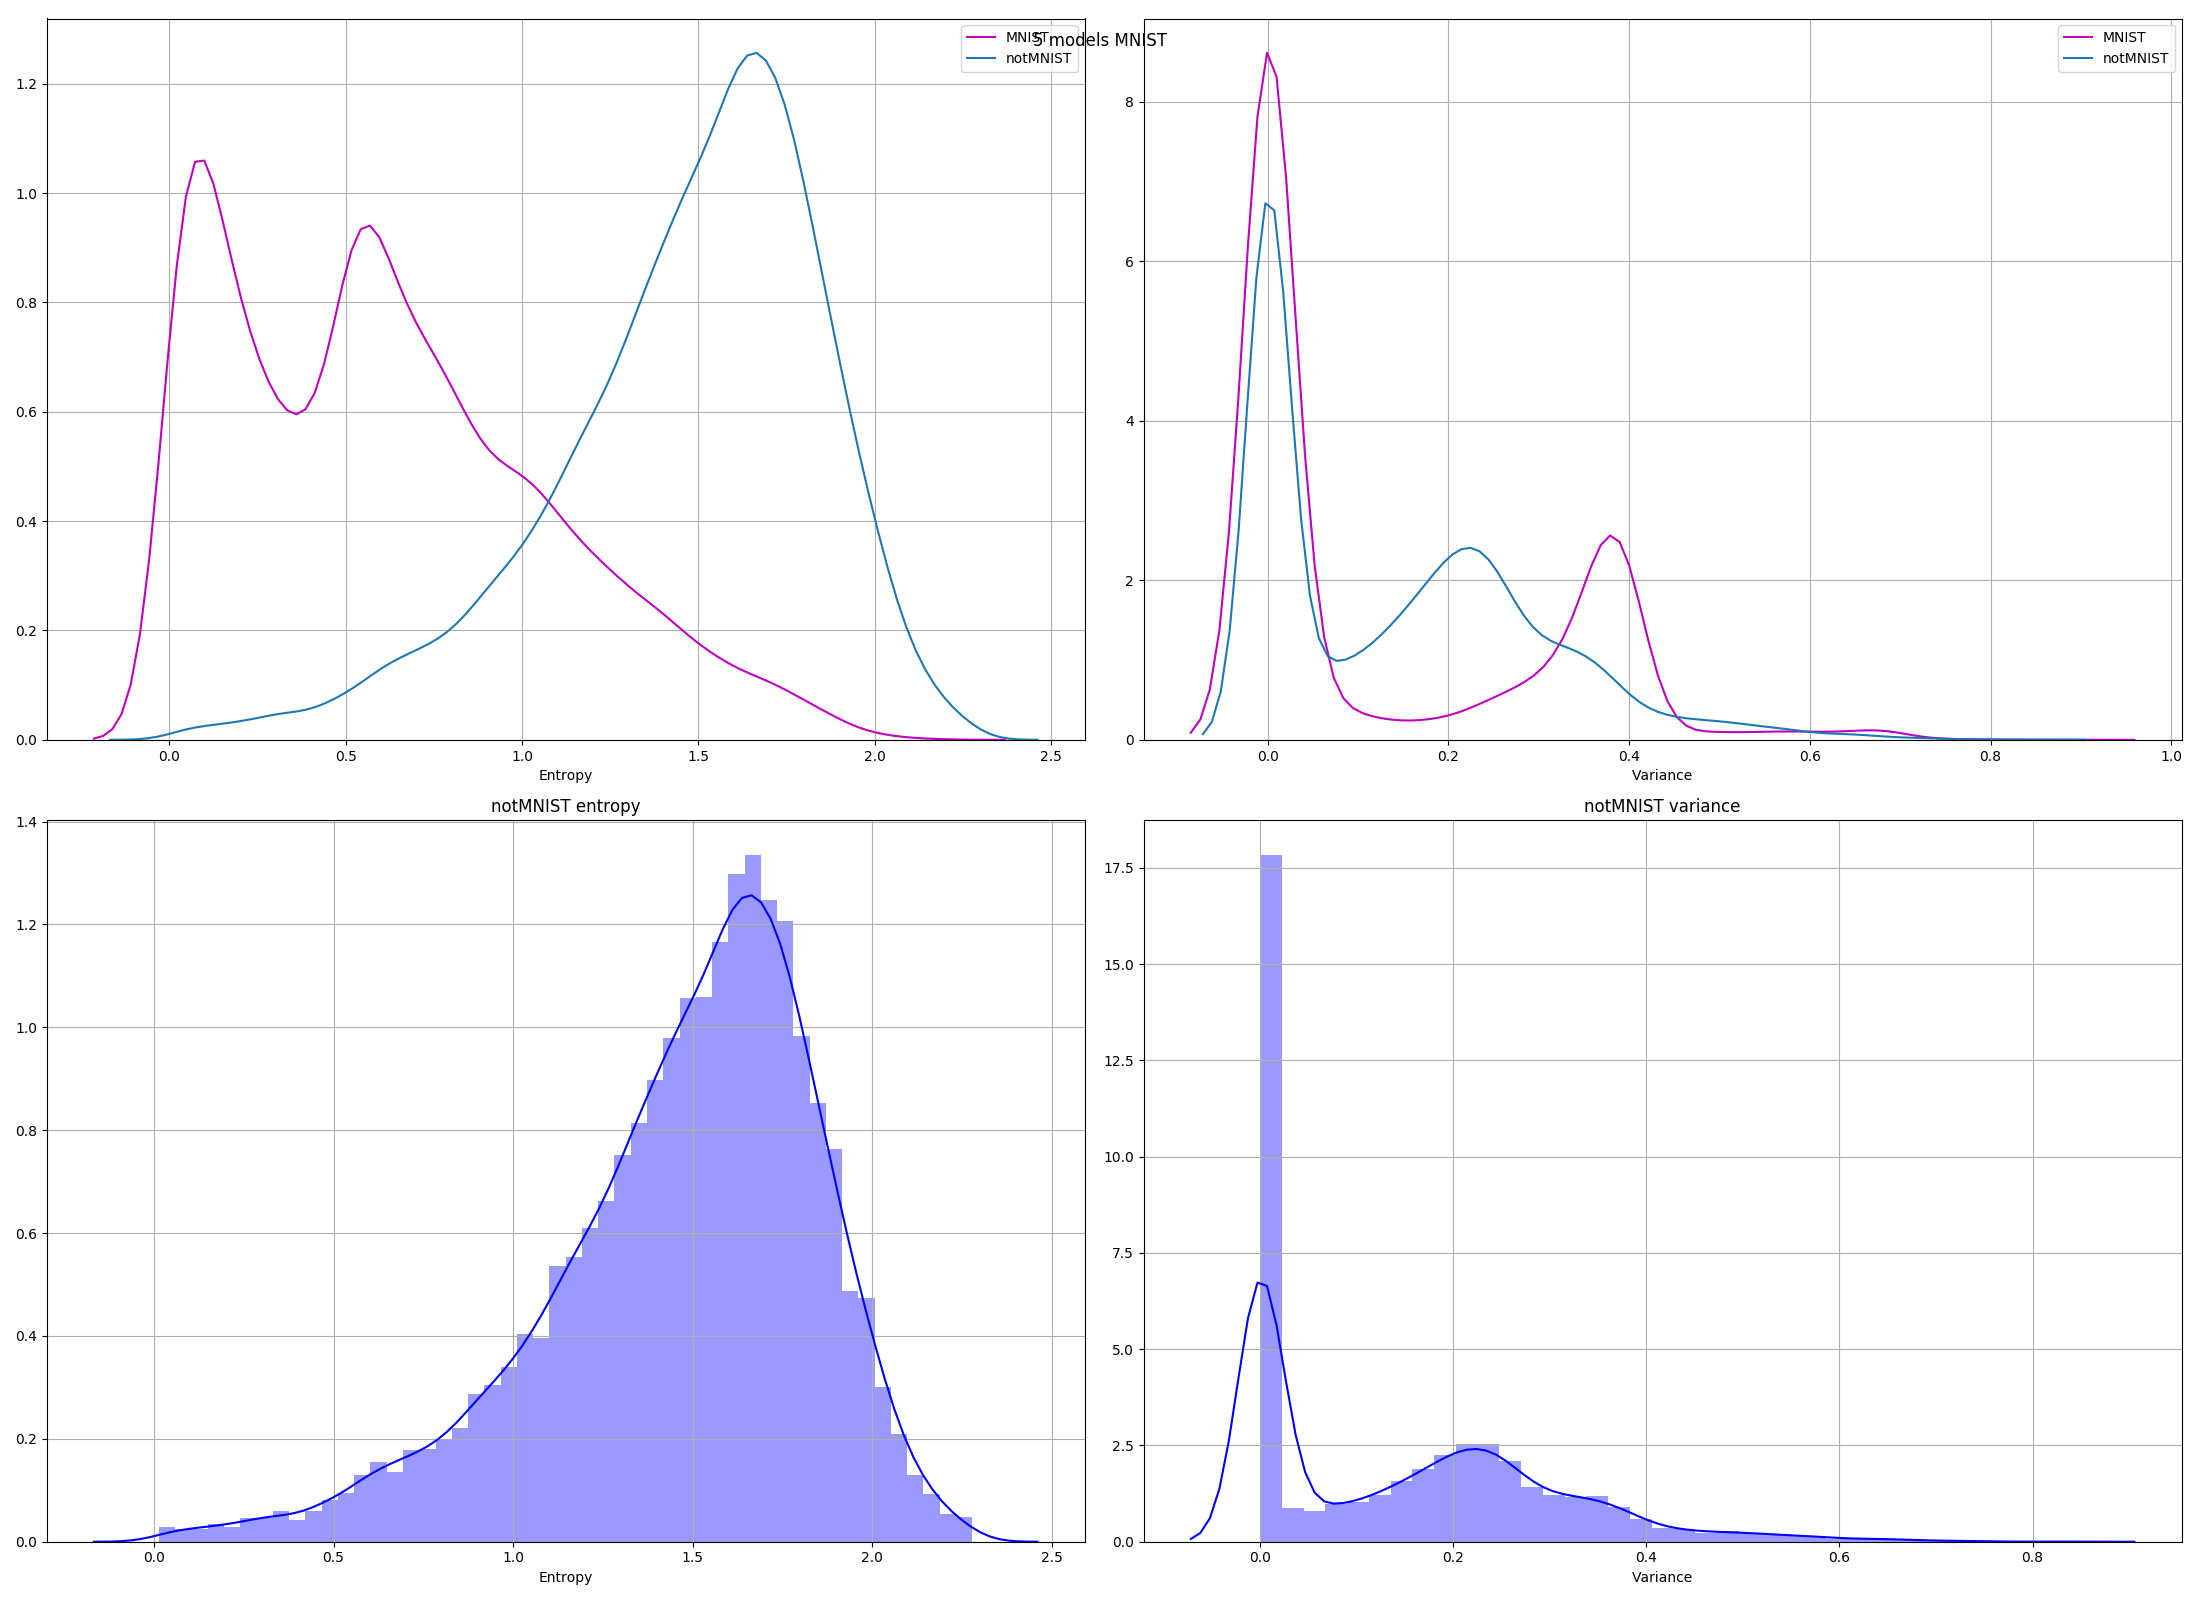 5 models MNIST
MNIST
notMNIST
1.2
1.0
0.8
0.6
0.4
0.2
0.0
0.0 0.5 1.0 1.5 2.0 2.5
Entropy
MNIST
notMNIST
8
6
4
2
0
0.0 0.2 0.4 0.6 0.8 1.0
Variance
notMNIST entropy
1.4
1.2
1.0
0.8
0.6
0.4
0.2
0.0
0.0 0.5 1.0 1.5 2.0 2.5
Entropy
notMNIST variance
17.5
15.0
12.5
10.0
7.5
5.0
2.5
0.0
0.0 0.2 0.4 0.6 0.8
Variance